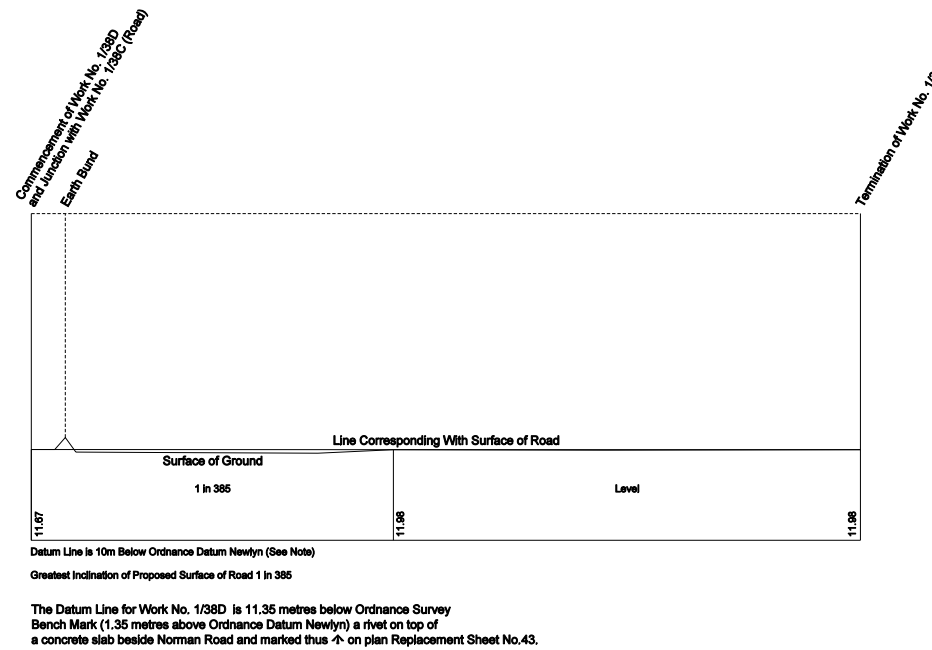 Commencement of Work No. 1/38D
and Junction with Work No. 1/38C (Road)
Earth Bund
Termination of Work No.
Line Corresponding With Surface of Road
Surface of Ground
1 in 385
Level
11.67
11.98
11.98
Datum Line is 10m Below Ordnance Datum Newlyn (See Note)
Greatest Inclination of Proposed Surface of Road 1 in 385
The Datum Line for Work No. 1/38D is 11.35 metres below Ordnance Survey
Bench Mark (1.35 metres above Ordnance Datum Newlyn) a rivet on top of
a concrete slab beside Norman Road and marked thus ↑ on plan Replacement Sheet No.43.